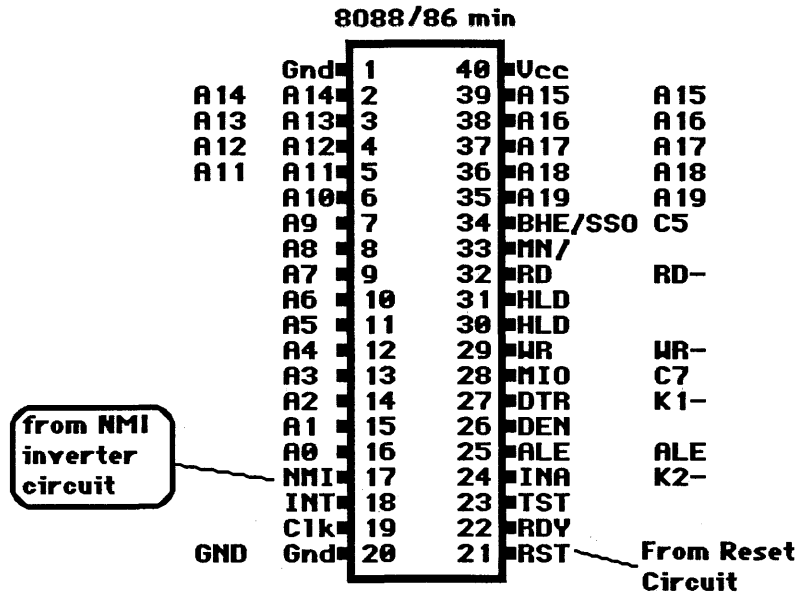 8088/86 min
Gnd 1 40 Vcc
A14 A14 2 39 A15 A15
A13 A13 3 38 A16 A16
A12 A12 4 37 A17 A17
A11 A11 5 36 A18 A18
A10 6 35 A19 A19
A9 7 34 BHE/SSO C5
A8 8 33 MN/
A7 9 32 RD RD-
A6 10 31 HLD
A5 11 30 HLD
A4 12 29 WR WR-
A3 13 28 MIO C7
A2 14 27 DTR K1-
A1 15 26 DEN
A0 16 25 ALE ALE
from NMI
inverter
circuit
NMI 17 24 INA K2-
INT 18 23 TST
Clk 19 22 RDY
GND Gnd 20 21 RST
From Reset
Circuit